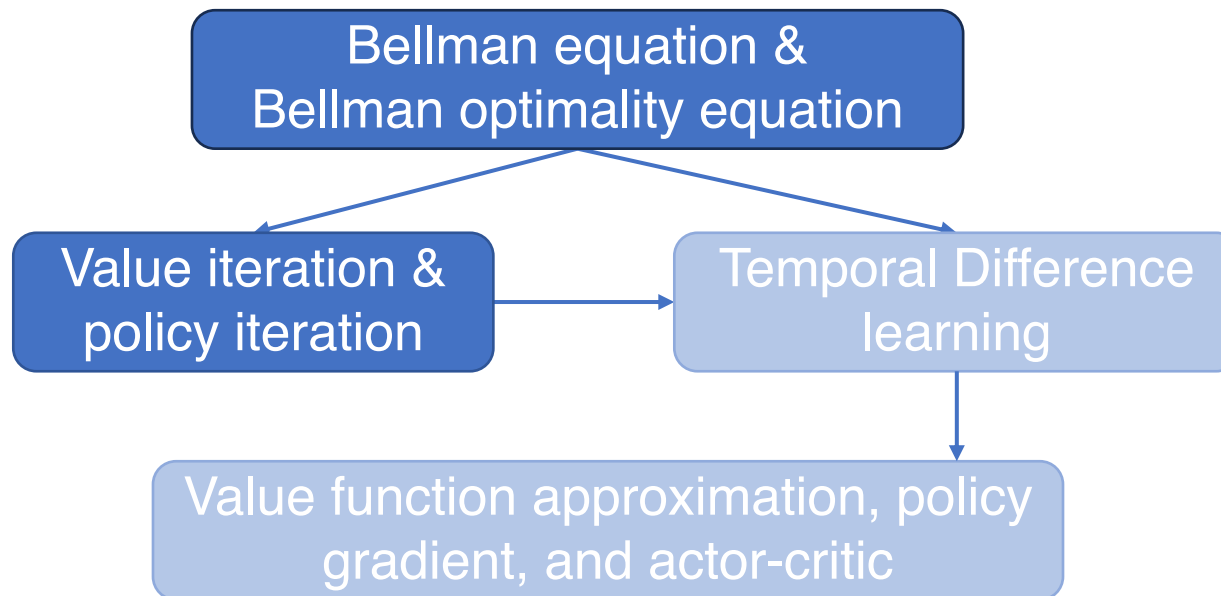 Bellman equation &
Bellman optimality equation
Value iteration &
policy iteration
Temporal Difference
learning
Value function approximation, policy
gradient, and actor-critic